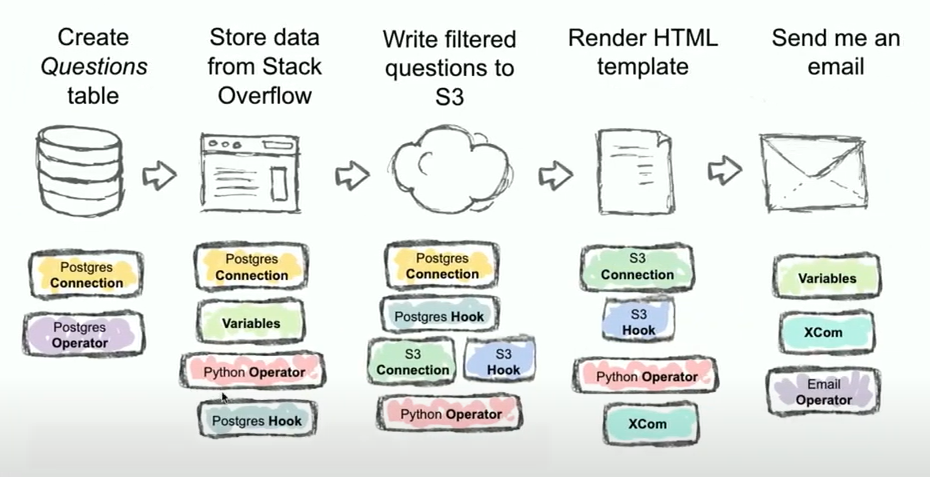 Create
Questions
table
Store data
from Stack
Overflow
Write filtered
questions to
S3
Render HTML
template
Send me an
email
Postgres
Connection
Postgres
Operator
Postgres
Connection
Variables
Python Operator
Postgres Hook
Postgres
Connection
Postgres Hook
S3
Connection
S3
Hook
Python Operator
S3
Connection
S3
Hook
Python Operator
XCom
Variables
XCom
Email
Operator